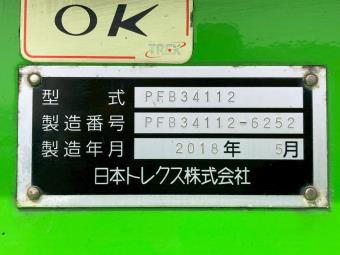 OK
TREX
型 式 PFB34112
製造番号 PFB34112-6252
製造年月 2018年 5月
日本トレクス株式会社